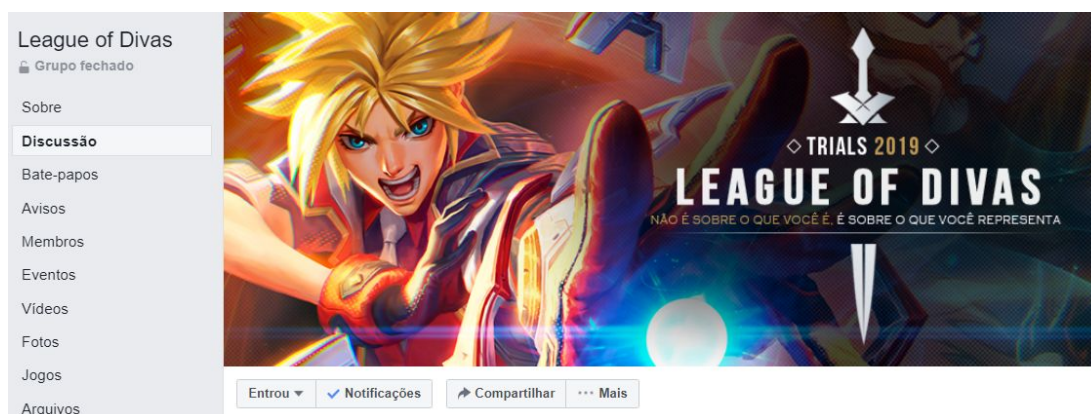 League of Divas
Grupo fechado
Sobre
Discussão
Bate-papos
Avisos
Membros
Eventos
Vídeos
Fotos
Jogos
Arquivos
TRIALS 2019
LEAGUE OF DIVAS
NÃO É SOBRE O QUE VOCÊ É, É SOBRE O QUE VOCÊ REPRESENTA
Entrou
Notificações
Compartilhar
Mais